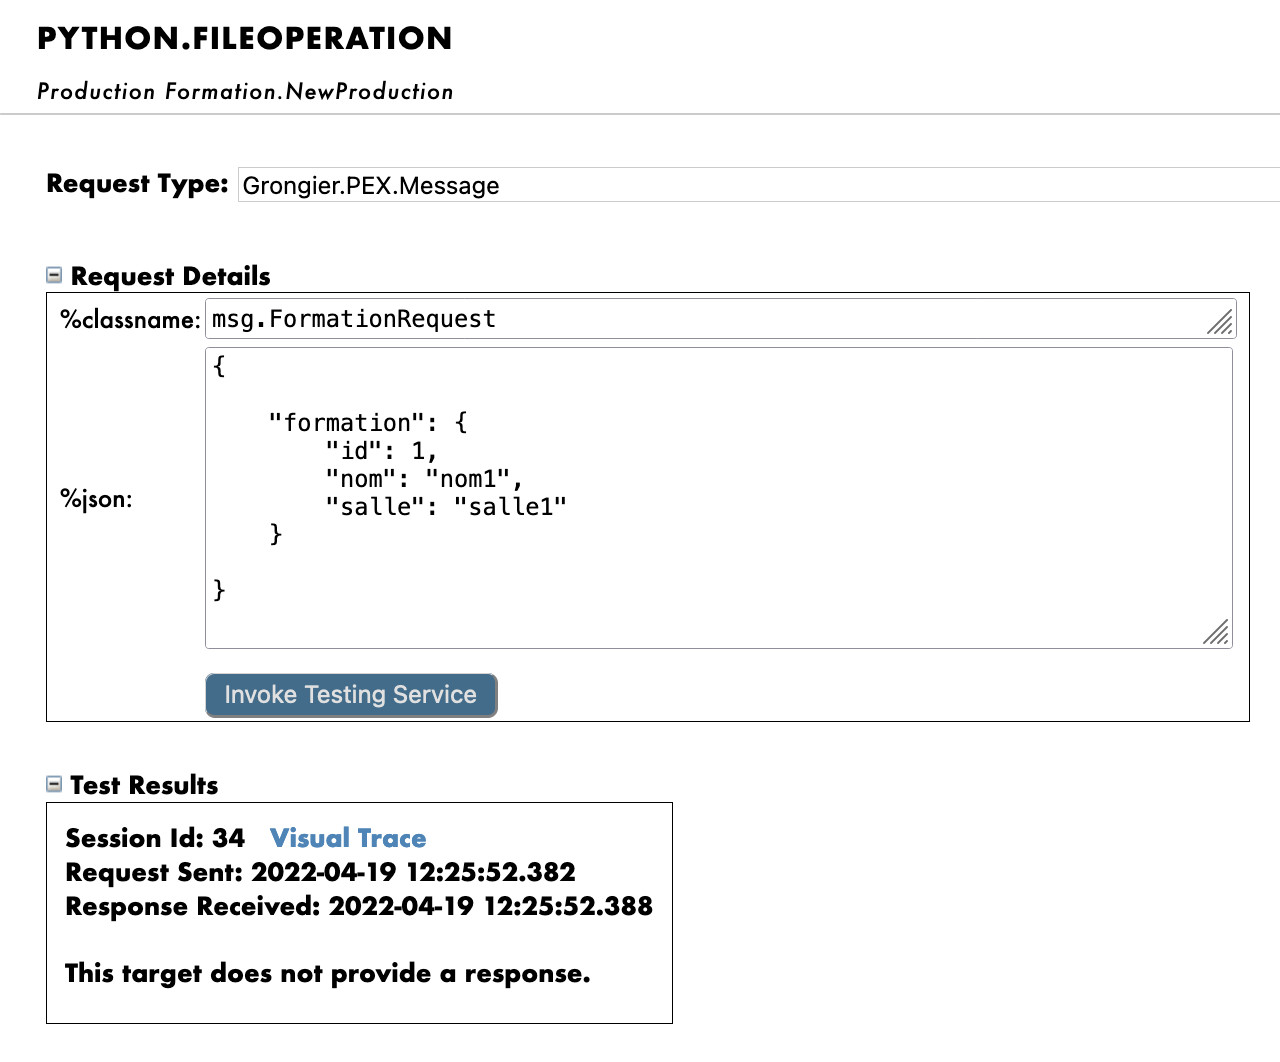 PYTHON.FILEOPERATION
Production Formation.NewProduction
Request Type: Grongier.PEX.Message
Request Details
%classname: msg.FormationRequest
%json:
{
"formation": {
"id": 1,
"nom": "nom1",
"salle": "salle1"
}
}
Invoke Testing Service
Test Results
Session Id: 34 Visual Trace
Request Sent: 2022-04-19 12:25:52.382
Response Received: 2022-04-19 12:25:52.388
This target does not provide a response.